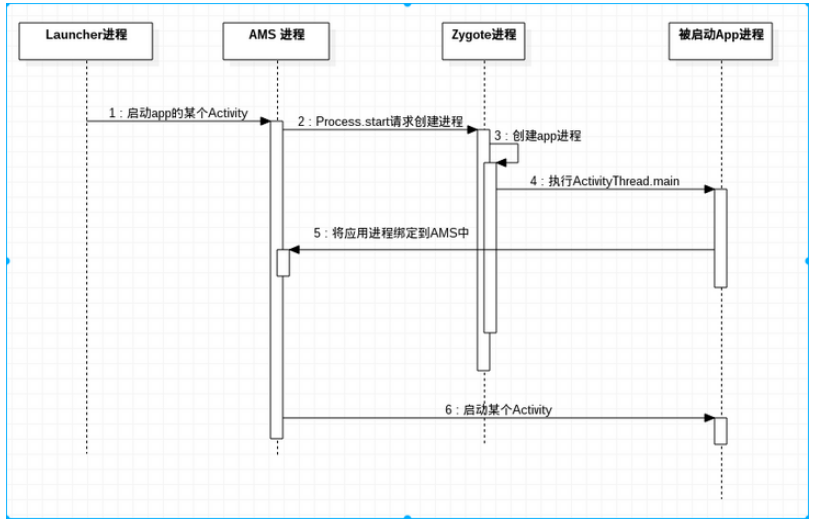 Launcher进程
AMS 进程
Zygote进程
被启动App进程
1 : 启动app的某个Activity
2 : Process.start请求创建进程
3 : 创建app进程
4 : 执行ActivityThread.main
5 : 将应用进程绑定到AMS中
6 : 启动某个Activity